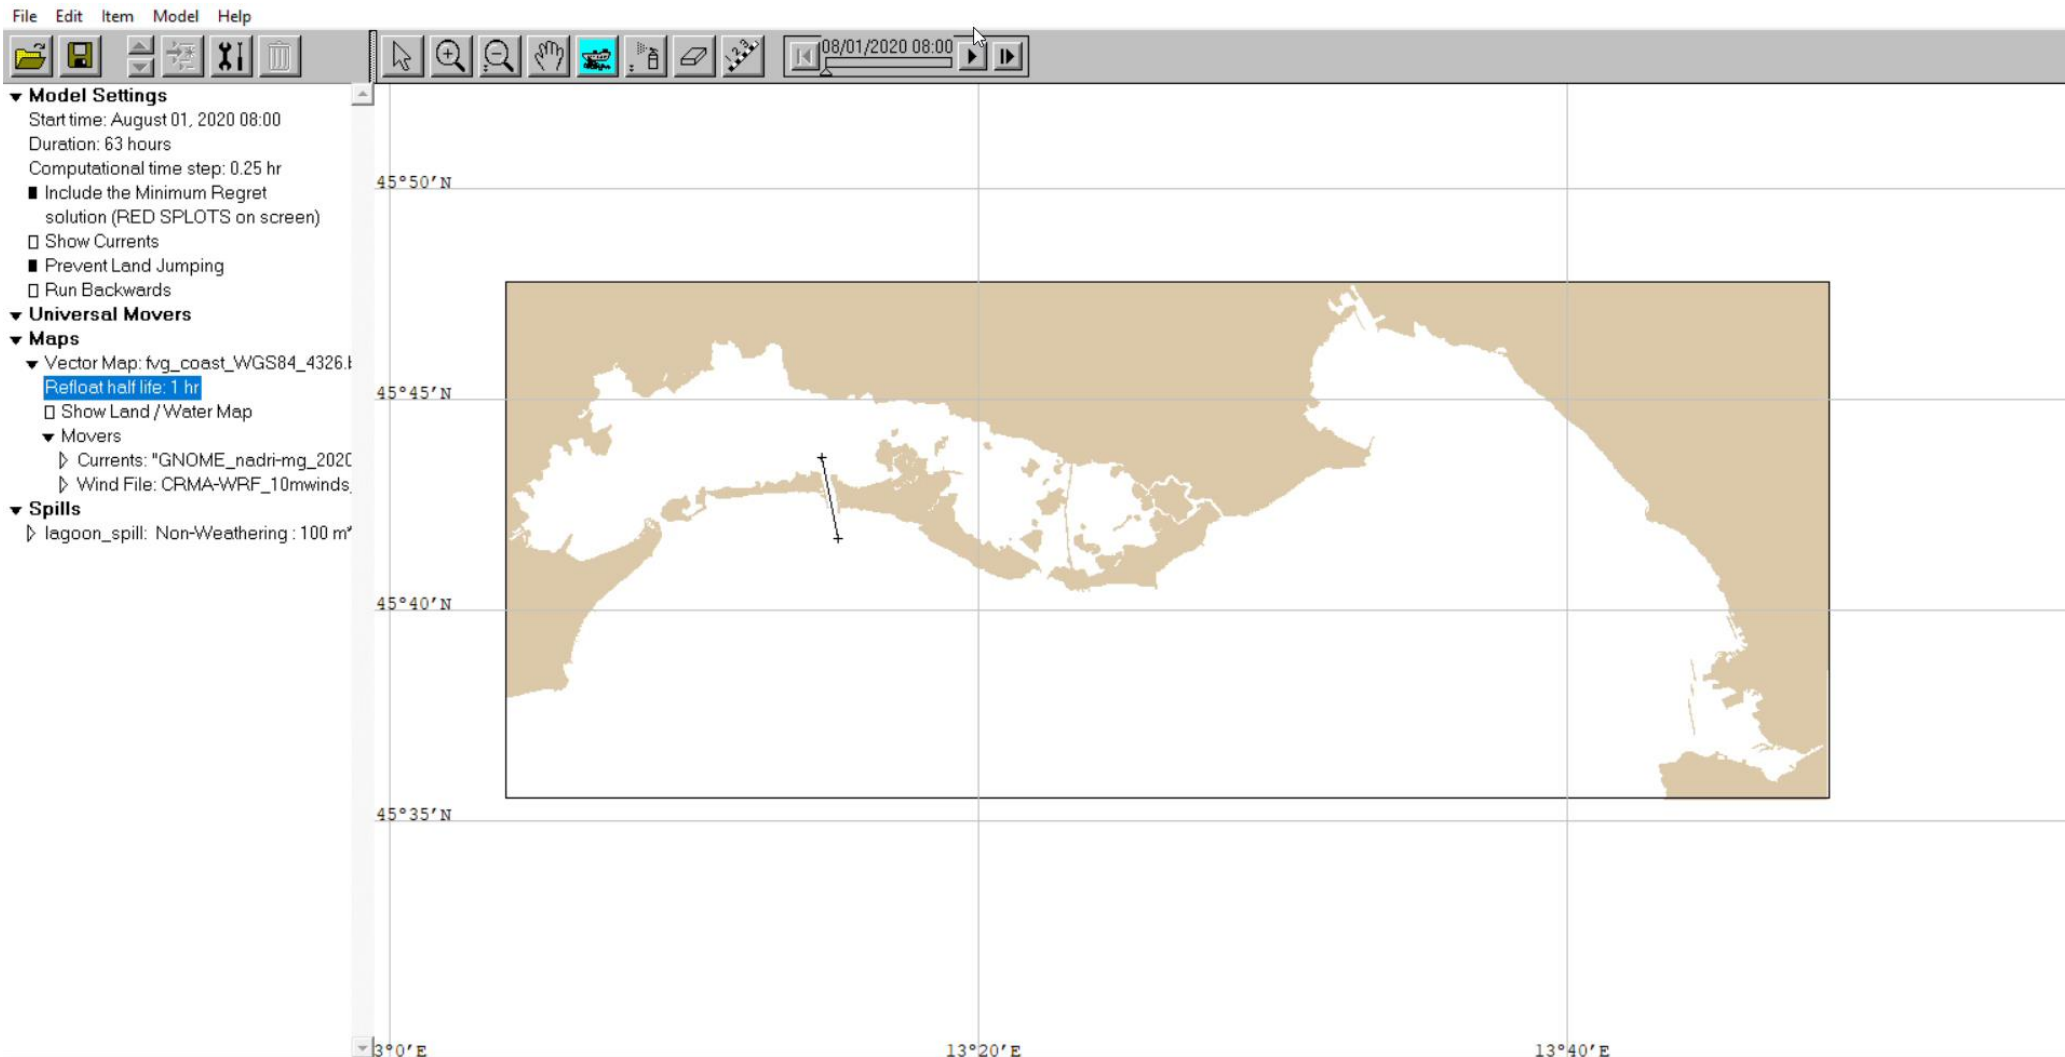 File Edit Item Model Help
08/01/2020 08:00
Model Settings
Start time: August 01, 2020 08:00
Duration: 63 hours
Computational time step: 0.25 hr
Include the Minimum Regret
solution (RED SPLOTS on screen)
Show Currents
Prevent Land Jumping
Run Backwards
Universal Movers
Maps
Vector Map: fvg_coast_WGS84_4326.b
Refloat half life: 1 hr
Show Land / Water Map
Movers
Currents: "GNOME_nadri-mg_2020
Wind File: CRMA-WRF_10mwinds_
Spills
lagoon_spill: Non-Weathering : 100 m
45°50'N
45°45'N
45°40'N
45°35'N
3°0'E
13°20'E
13°40'E